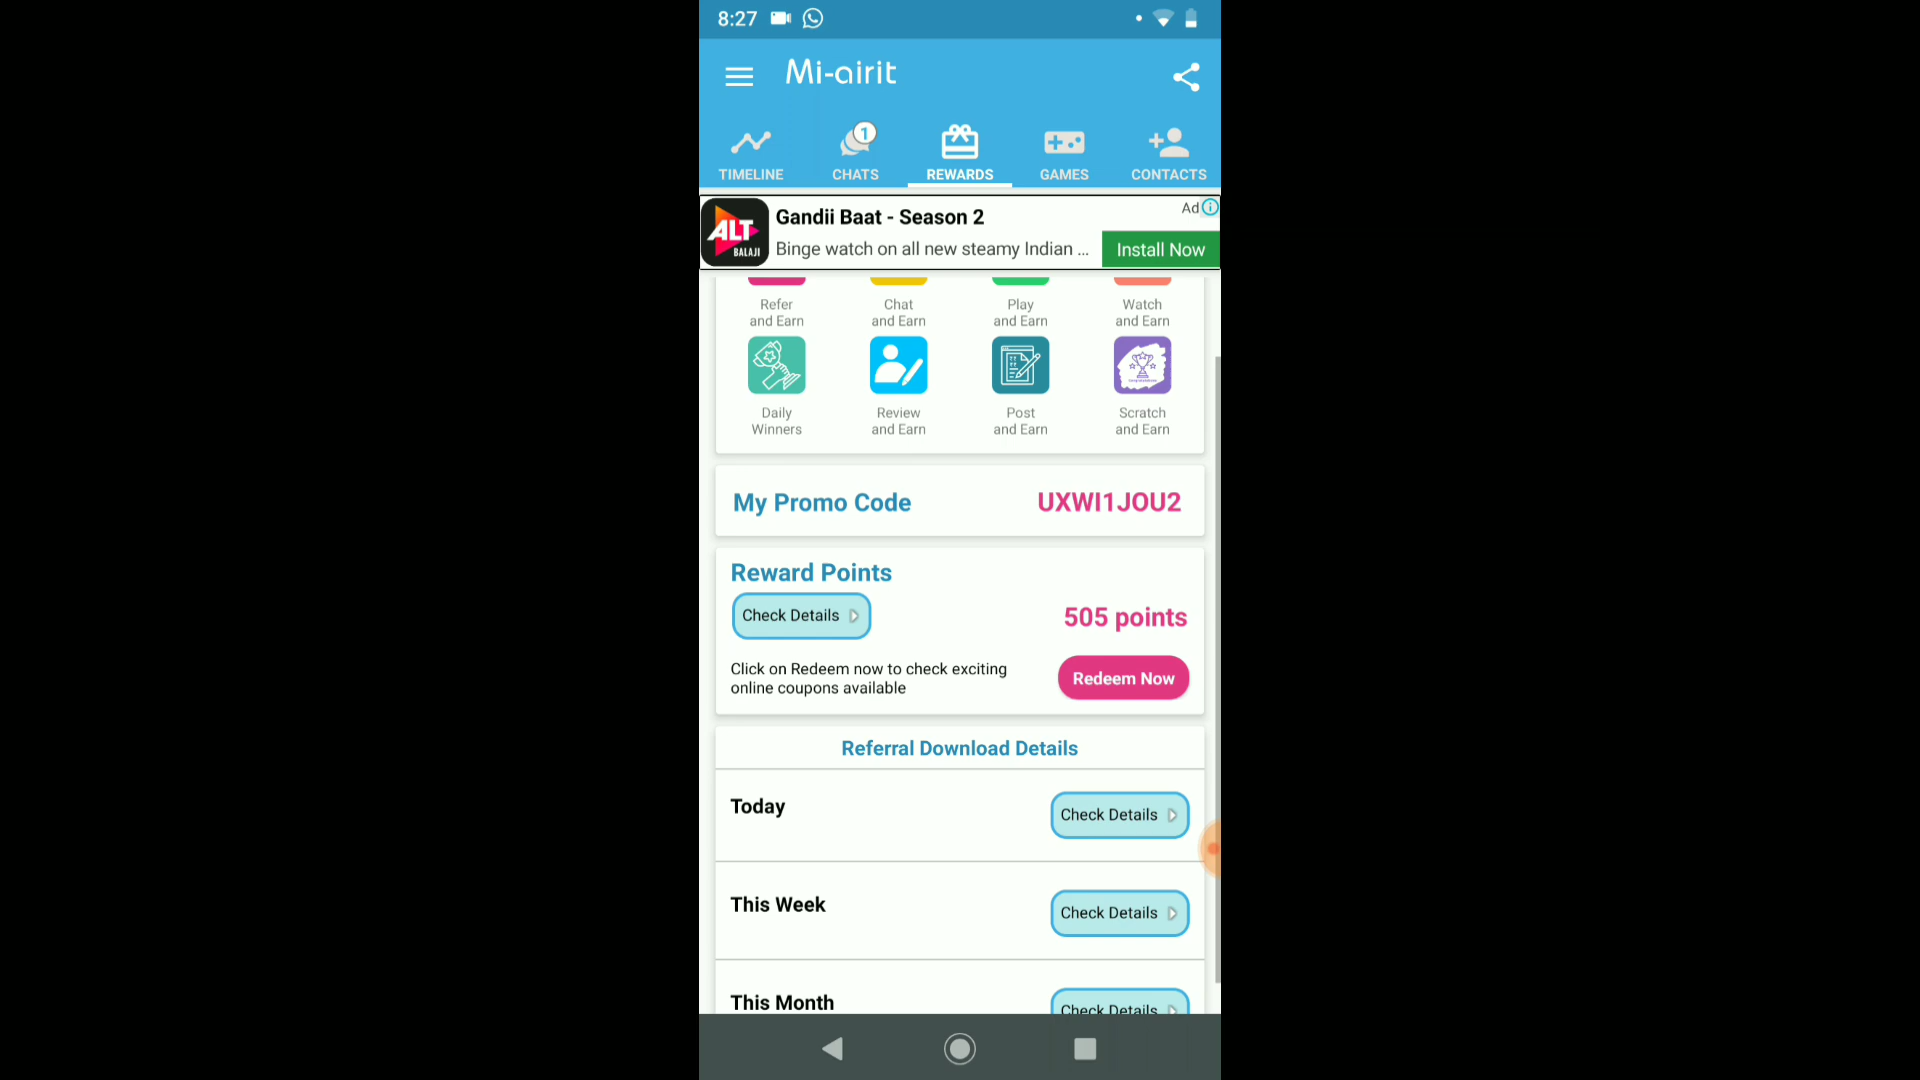 8:27
Mi-airit
1
TIMELINE CHATS REWARDS GAMES CONTACTS
Gandii Baat - Season 2
Ad
ALT
BALAJI
Binge watch on all new steamy Indian ...
Install Now
Refer
and Earn
Chat
and Earn
Play
and Earn
Watch
and Earn
Daily
Winners
Review
and Earn
Post
and Earn
Scratch
and Earn
My Promo Code UXWI1JOU2
Reward Points
Check Details
505 points
Click on Redeem now to check exciting
online coupons available
Redeem Now
Referral Download Details
Today
Check Details
This Week
Check Details
This Month
Check Details